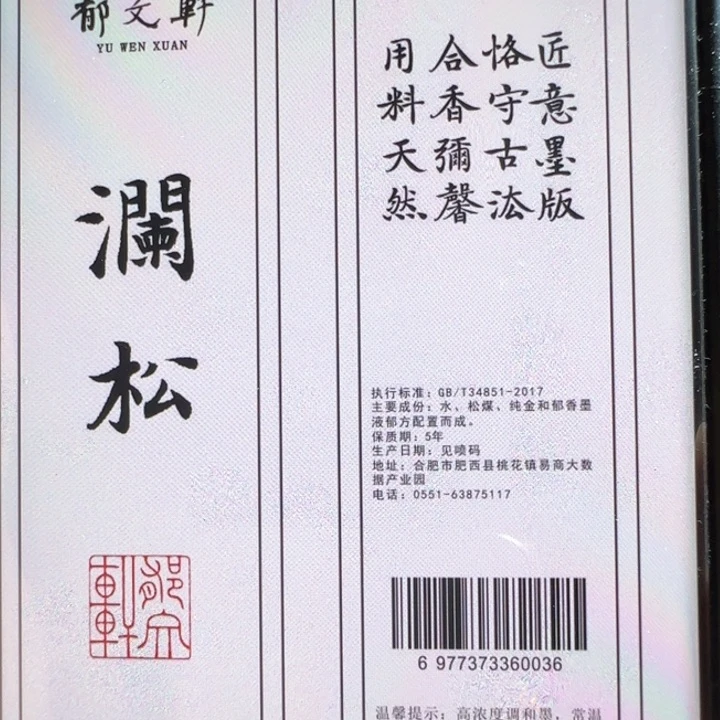 郁文軒
YU WEN XUAN
瀾
松
郁文軒
匠意墨版
恪守古法
合香彌馨
用料天然
执行标准：GB/T34851-2017
主要成份：水、松煤、纯金和郁香墨
液郁方配置而成。
保质期：5年
生产日期：见喷码
地址：合肥市肥西县桃花镇易商大数
据产业园
电话：0551-63875117
6 977373360036
温馨提示：高浓度调和墨，常温